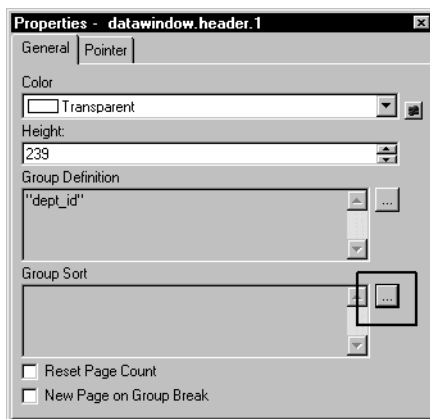 Properties - datawindow.header.1
General Pointer
Color
Transparent
Height:
239
Group Definition
"dept_id"
...
Group Sort
...
Reset Page Count
New Page on Group Break